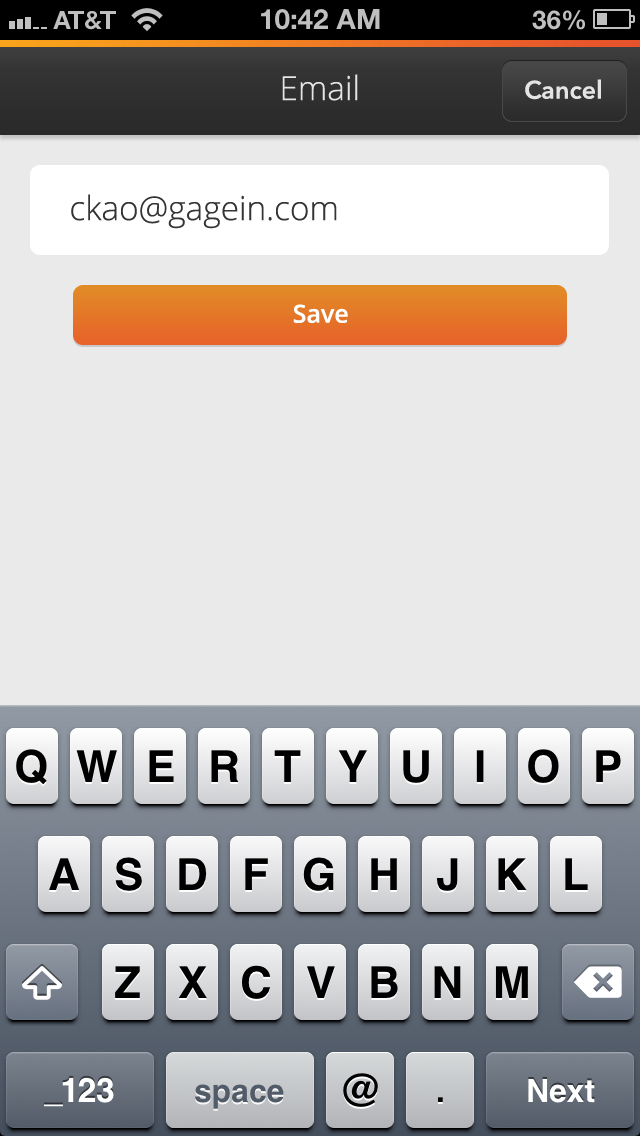 AT&T 10:42 AM 36%
Email Cancel
ckao@gagein.com
Save
Q W E R T Y U I O P
A S D F G H J K L
Z X C V B N M
_123 space @ . Next